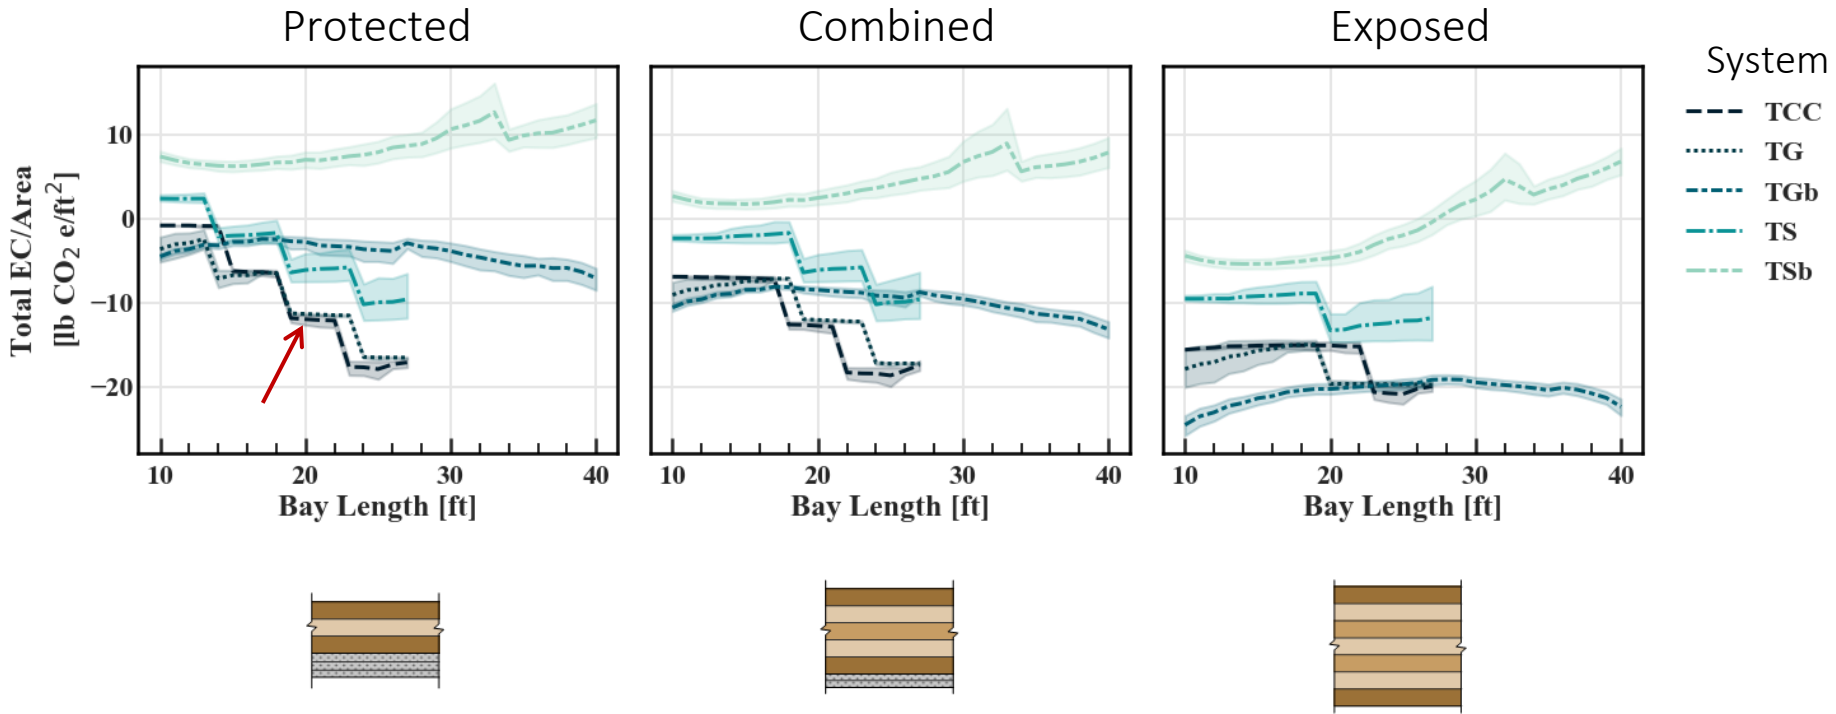 Protected
Combined
Exposed
System
TCC
TG
TGb
TS
TSb
Total EC/Area
[lb CO₂ e/ft²]
10
0
−10
−20
10 20 30 40
Bay Length [ft]
10 20 30 40
Bay Length [ft]
10 20 30 40
Bay Length [ft]